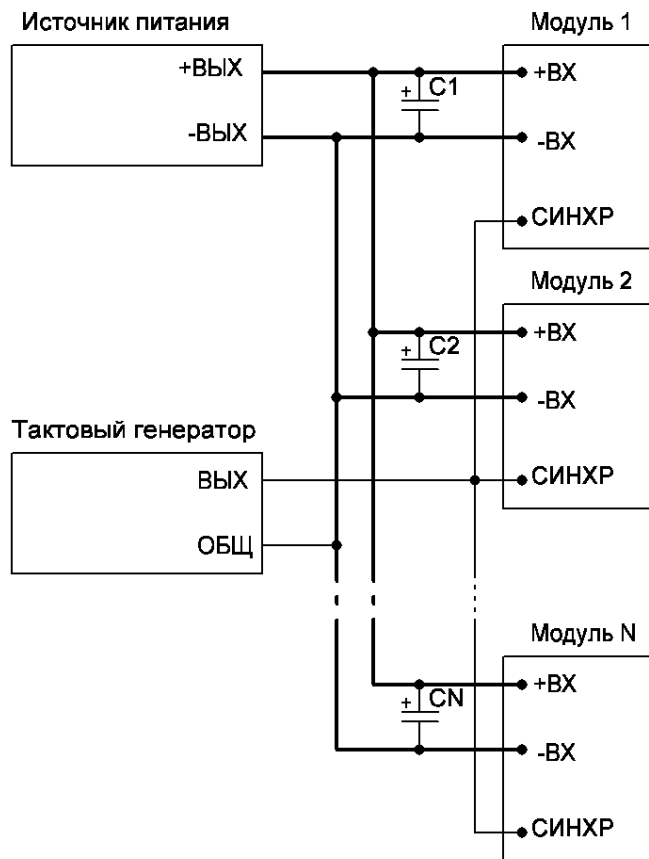 Источник питания
+ВЫХ
-ВЫХ
Модуль 1
+ВХ
-ВХ
СИНХР
+ C1
Модуль 2
+ВХ
-ВХ
СИНХР
+ C2
Тактовый генератор
ВЫХ
ОБЩ
Модуль N
+ВХ
-ВХ
СИНХР
+ CN